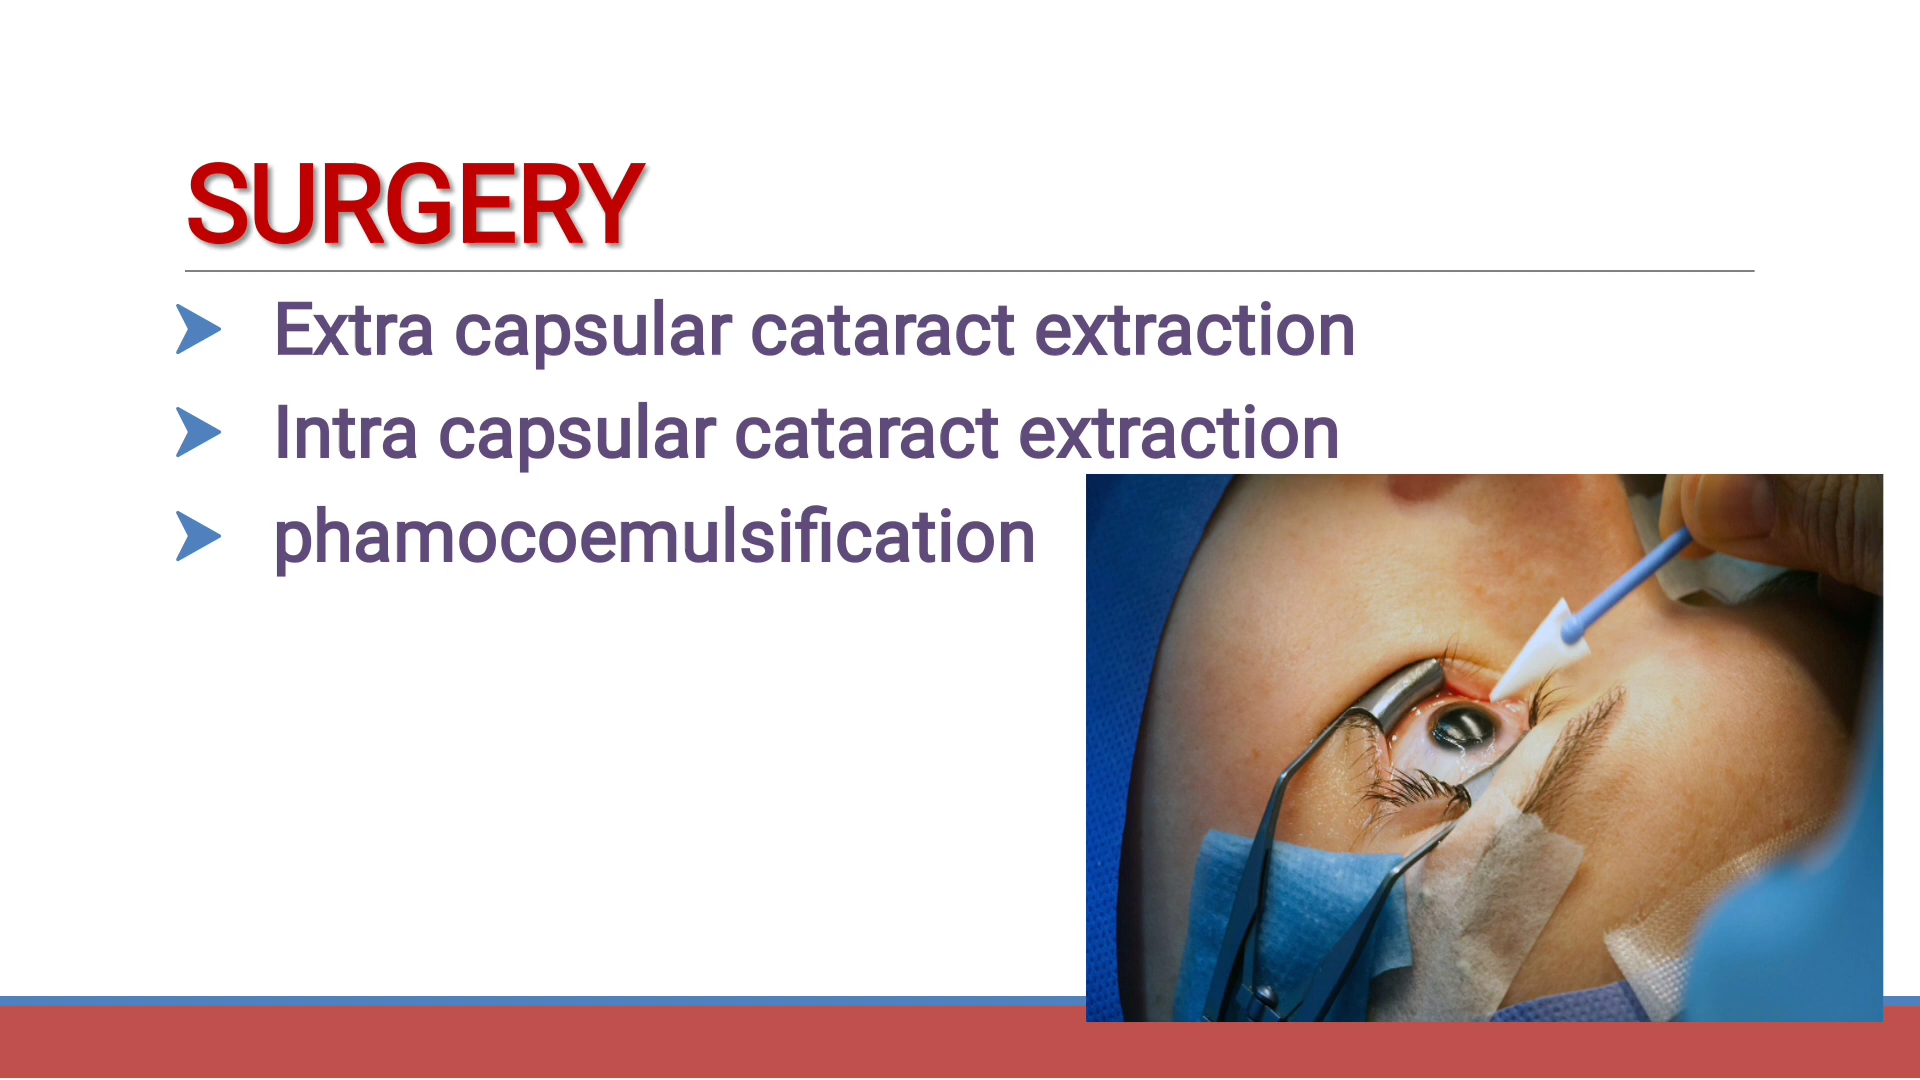 SURGERY
Extra capsular cataract extraction
Intra capsular cataract extraction
phamocoemulsification